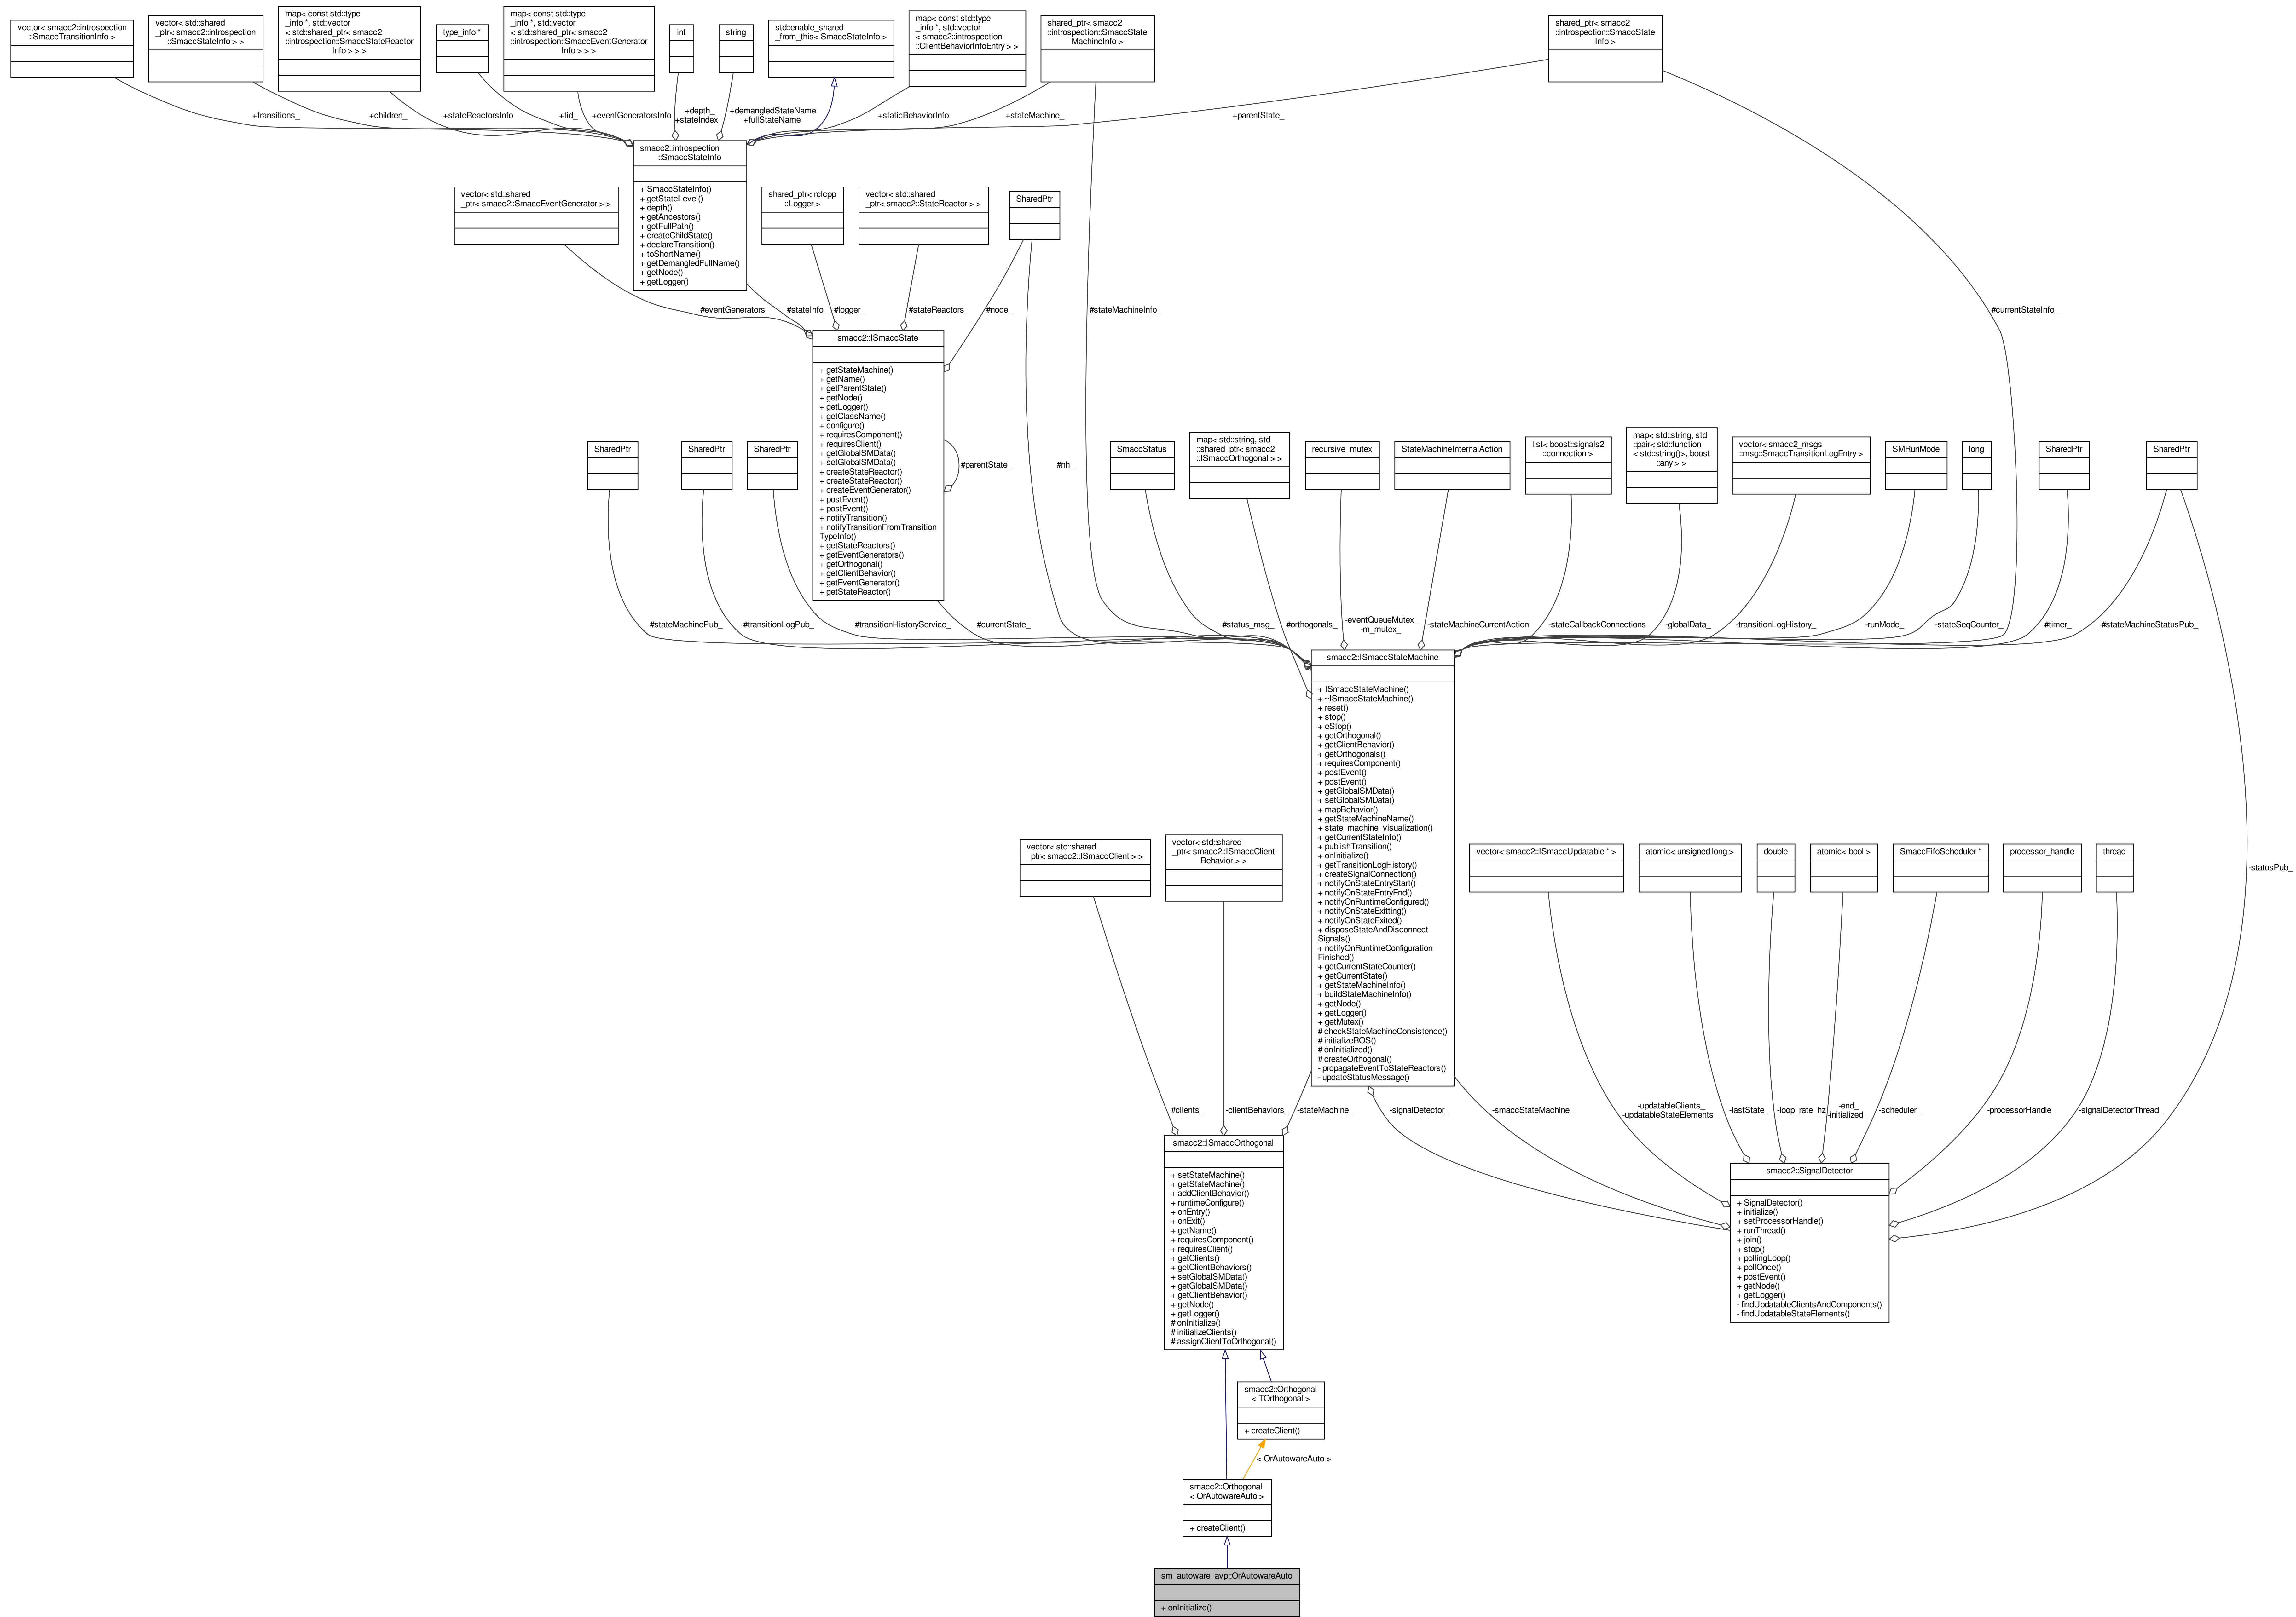 vector< smacc2::introspection
::SmaccTransitionInfo >
vector< std::shared
_ptr< smacc2::introspection
::SmaccStateInfo > >
map< const std::type
_info *, std::vector
< std::shared_ptr< smacc2
::introspection::SmaccStateReactor
Info > > >
type_info *
map< const std::type
_info *, std::vector
< std::shared_ptr< smacc2
::introspection::SmaccEventGenerator
Info > > >
int
string
std::enable_shared
_from_this< SmaccStateInfo >
map< const std::type
_info *, std::vector
< smacc2::introspection
::ClientBehaviorInfoEntry > >
shared_ptr< smacc2
::introspection::SmaccState
MachineInfo >
shared_ptr< smacc2
::introspection::SmaccState
Info >
+transitions_
+children_
+stateReactorsInfo
+tid_
+eventGeneratorsInfo
+depth_
+stateIndex_
+demangledStateName
+fullStateName
+staticBehaviorInfo
+stateMachine_
+parentState_
smacc2::introspection
::SmaccStateInfo
+ SmaccStateInfo()
+ getStateLevel()
+ depth()
+ getAncestors()
+ getFullPath()
+ createChildState()
+ declareTransition()
+ toShortName()
+ getDemangledFullName()
+ getNode()
+ getLogger()
vector< std::shared
_ptr< smacc2::SmaccEventGenerator > >
shared_ptr< rclcpp
::Logger >
vector< std::shared
_ptr< smacc2::StateReactor > >
SharedPtr
#eventGenerators_
#stateInfo_
#logger_
#stateReactors_
#node_
#stateMachineInfo_
#currentStateInfo_
smacc2::ISmaccState
+ getStateMachine()
+ getName()
+ getParentState()
+ getNode()
+ getLogger()
+ getClassName()
+ configure()
+ requiresComponent()
+ requiresClient()
+ getGlobalSMData()
+ setGlobalSMData()
+ createStateReactor()
+ createStateReactor()
+ createEventGenerator()
+ postEvent()
+ postEvent()
+ notifyTransition()
+ notifyTransitionFromTransition
TypeInfo()
+ getStateReactors()
+ getEventGenerators()
+ getOrthogonal()
+ getClientBehavior()
+ getEventGenerator()
+ getStateReactor()
#parentState_
#nh_
SharedPtr
SharedPtr
SharedPtr
SmaccStatus
map< std::string, std
::shared_ptr< smacc2
::ISmaccOrthogonal > >
recursive_mutex
StateMachineInternalAction
list< boost::signals2
::connection >
map< std::string, std
::pair< std::function
< std::string()>, boost
::any > >
vector< smacc2_msgs
::msg::SmaccTransitionLogEntry >
SMRunMode
long
SharedPtr
SharedPtr
#stateMachinePub_
#transitionLogPub_
#transitionHistoryService_
#currentState_
#status_msg_
#orthogonals_
-eventQueueMutex_
-m_mutex_
-stateMachineCurrentAction
-stateCallbackConnections
-globalData_
-transitionLogHistory_
-runMode_
-stateSeqCounter_
#timer_
#stateMachineStatusPub_
smacc2::ISmaccStateMachine
+ ISmaccStateMachine()
+ ~ISmaccStateMachine()
+ reset()
+ stop()
+ eStop()
+ getOrthogonal()
+ getClientBehavior()
+ getOrthogonals()
+ requiresComponent()
+ postEvent()
+ postEvent()
+ getGlobalSMData()
+ setGlobalSMData()
+ mapBehavior()
+ getStateMachineName()
+ state_machine_visualization()
+ getCurrentStateInfo()
+ publishTransition()
+ onInitialize()
+ getTransitionLogHistory()
+ createSignalConnection()
+ notifyOnStateEntryStart()
+ notifyOnStateEntryEnd()
+ notifyOnRuntimeConfigured()
+ notifyOnStateExitting()
+ notifyOnStateExited()
+ disposeStateAndDisconnect
Signals()
+ notifyOnRuntimeConfiguration
Finished()
+ getCurrentStateCounter()
+ getCurrentState()
+ getStateMachineInfo()
+ buildStateMachineInfo()
+ getNode()
+ getLogger()
+ getMutex()
# checkStateMachineConsistence()
# initializeROS()
# onInitialized()
# createOrthogonal()
- propagateEventToStateReactors()
- updateStatusMessage()
vector< std::shared
_ptr< smacc2::ISmaccClient > >
vector< std::shared
_ptr< smacc2::ISmaccClient
Behavior > >
vector< smacc2::ISmaccUpdatable * >
atomic< unsigned long >
double
atomic< bool >
SmaccFifoScheduler *
processor_handle
thread
-statusPub_
#clients_
-clientBehaviors_
-stateMachine_
-signalDetector_
-smaccStateMachine_
-updatableClients_
-updatableStateElements_
-lastState_
-loop_rate_hz
-end_
-initialized_
-scheduler_
-processorHandle_
-signalDetectorThread_
smacc2::ISmaccOrthogonal
+ setStateMachine()
+ getStateMachine()
+ addClientBehavior()
+ runtimeConfigure()
+ onEntry()
+ onExit()
+ getName()
+ requiresComponent()
+ requiresClient()
+ getClients()
+ getClientBehaviors()
+ setGlobalSMData()
+ getGlobalSMData()
+ getClientBehavior()
+ getNode()
+ getLogger()
# onInitialize()
# initializeClients()
# assignClientToOrthogonal()
smacc2::SignalDetector
+ SignalDetector()
+ initialize()
+ setProcessorHandle()
+ runThread()
+ join()
+ stop()
+ pollingLoop()
+ pollOnce()
+ postEvent()
+ getNode()
+ getLogger()
- findUpdatableClientsAndComponents()
- findUpdatableStateElements()
smacc2::Orthogonal
< TOrthogonal >
+ createClient()
< OrAutowareAuto >
smacc2::Orthogonal
< OrAutowareAuto >
+ createClient()
sm_autoware_avp::OrAutowareAuto
+ onInitialize()